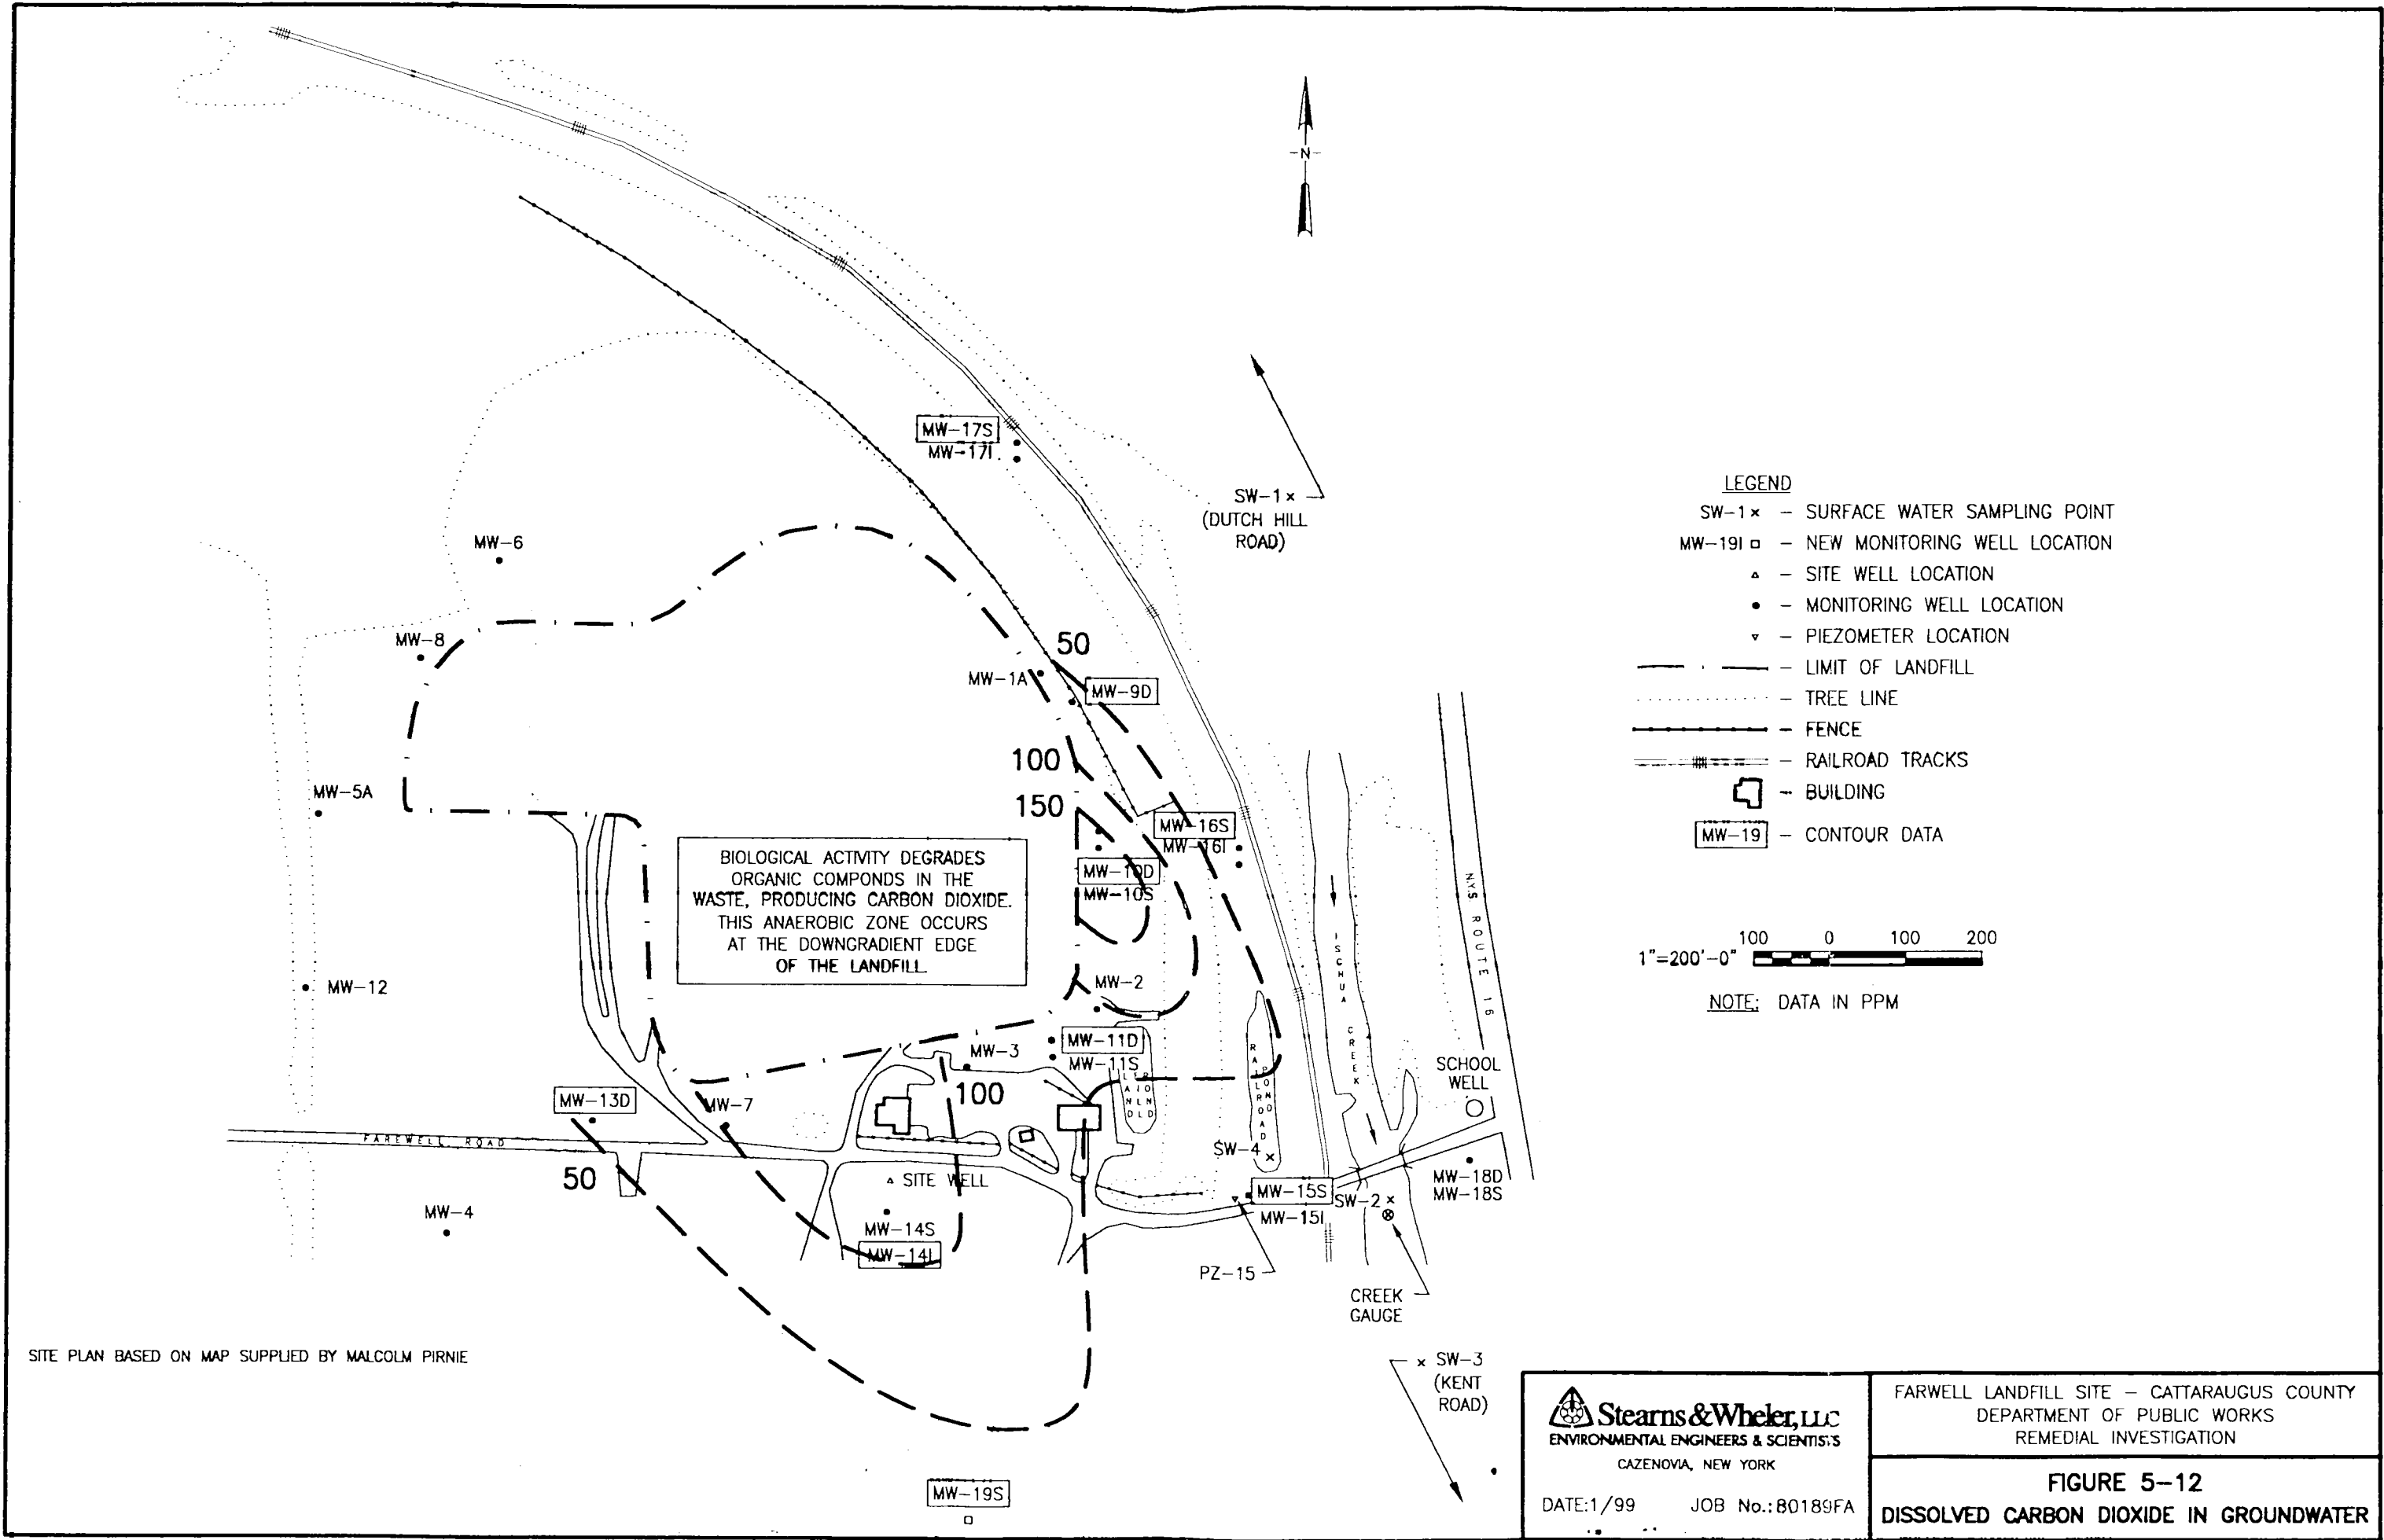 -N-
MW-17S
MW-17I
SW-1 ×
(DUTCH HILL
ROAD)
MW-6
MW-8
50
MW-1A
MW-9D
100
150
MW-5A
MW-16S
MW-16I
MW-10D
MW-10S
BIOLOGICAL ACTIVITY DEGRADES
ORGANIC COMPONDS IN THE
WASTE, PRODUCING CARBON DIOXIDE.
THIS ANAEROBIC ZONE OCCURS
AT THE DOWNGRADIENT EDGE
OF THE LANDFILL.
MW-12
MW-2
MW-3
MW-11D
MW-11S
100
LANDFILL POND
RAILROAD POND
ISCHUA CREEK
NYS ROUTE 16
SCHOOL
WELL
MW-13D
MW-7
FAREWELL ROAD
50
SITE WELL
SW-4 ×
MW-4
MW-14S
MW-14I
MW-15S
MW-15I
SW-2 ×
MW-18D
MW-18S
PZ-15
CREEK
GAUGE
× SW-3
(KENT
ROAD)
MW-19S
SITE PLAN BASED ON MAP SUPPLIED BY MALCOLM PIRNIE
LEGEND
SW-1 × - SURFACE WATER SAMPLING POINT
MW-19I □ - NEW MONITORING WELL LOCATION
- SITE WELL LOCATION
- MONITORING WELL LOCATION
- PIEZOMETER LOCATION
- LIMIT OF LANDFILL
- TREE LINE
- FENCE
- RAILROAD TRACKS
- BUILDING
MW-19 - CONTOUR DATA
1"=200'-0" 100 0 100 200
NOTE: DATA IN PPM
Stearns & Wheler, LLC
ENVIRONMENTAL ENGINEERS & SCIENTISTS
CAZENOVIA, NEW YORK
DATE:1/99 JOB No.:80189FA
FARWELL LANDFILL SITE - CATTARAUGUS COUNTY
DEPARTMENT OF PUBLIC WORKS
REMEDIAL INVESTIGATION
FIGURE 5-12
DISSOLVED CARBON DIOXIDE IN GROUNDWATER